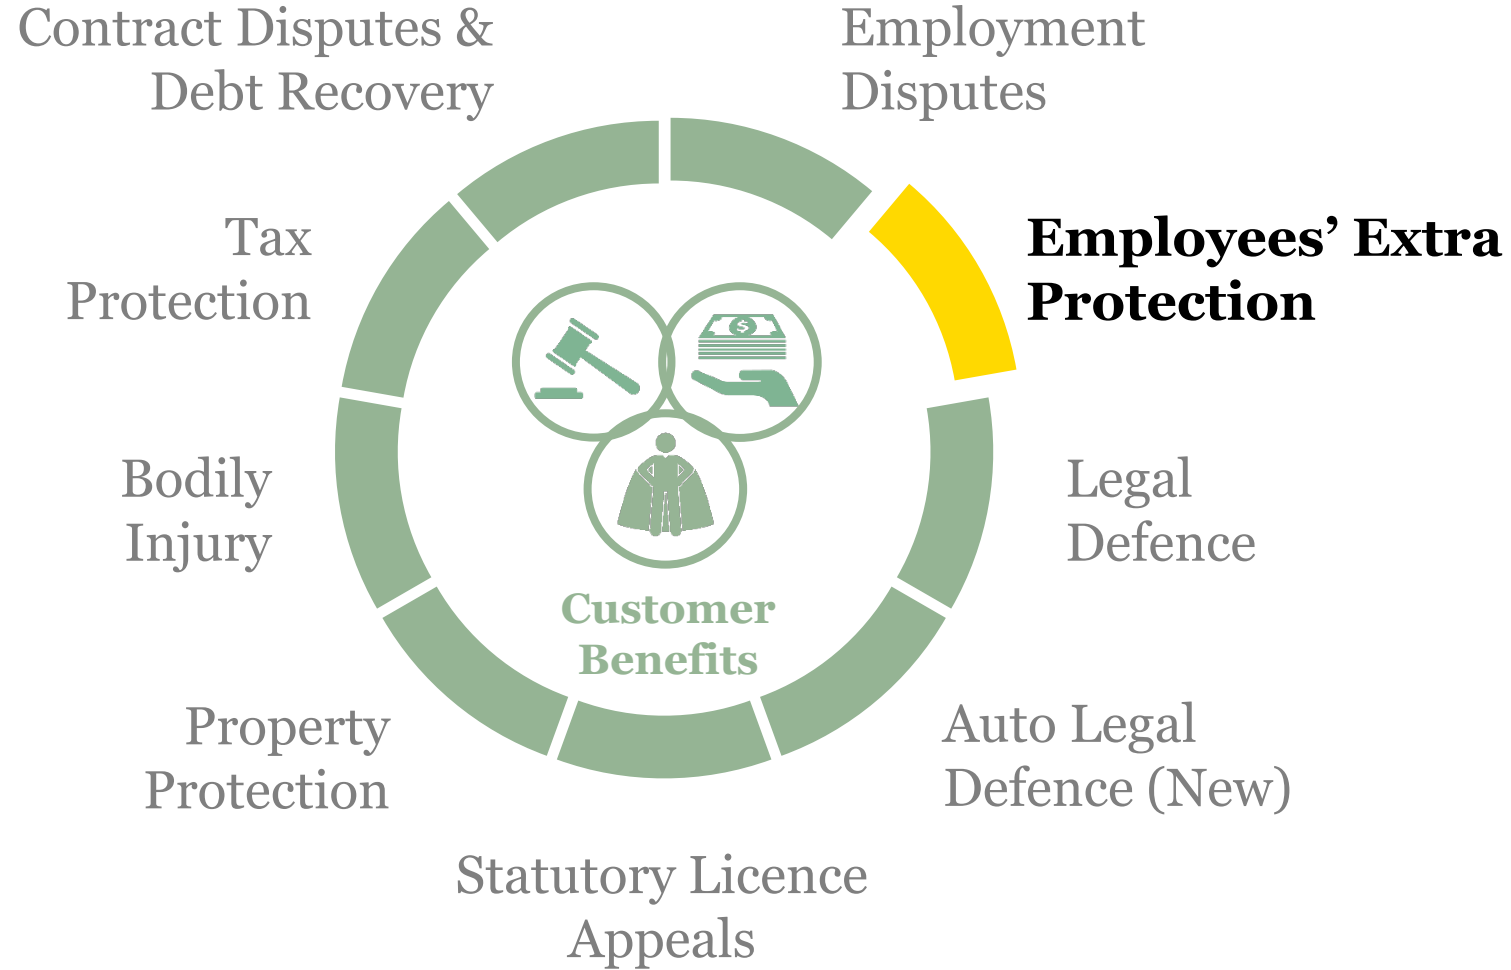 Contract Disputes &
Debt Recovery
Employment
Disputes
Employees’ Extra
Protection
Legal
Defence
Auto Legal
Defence (New)
Statutory Licence
Appeals
Property
Protection
Bodily
Injury
Tax
Protection
$
Customer
Benefits